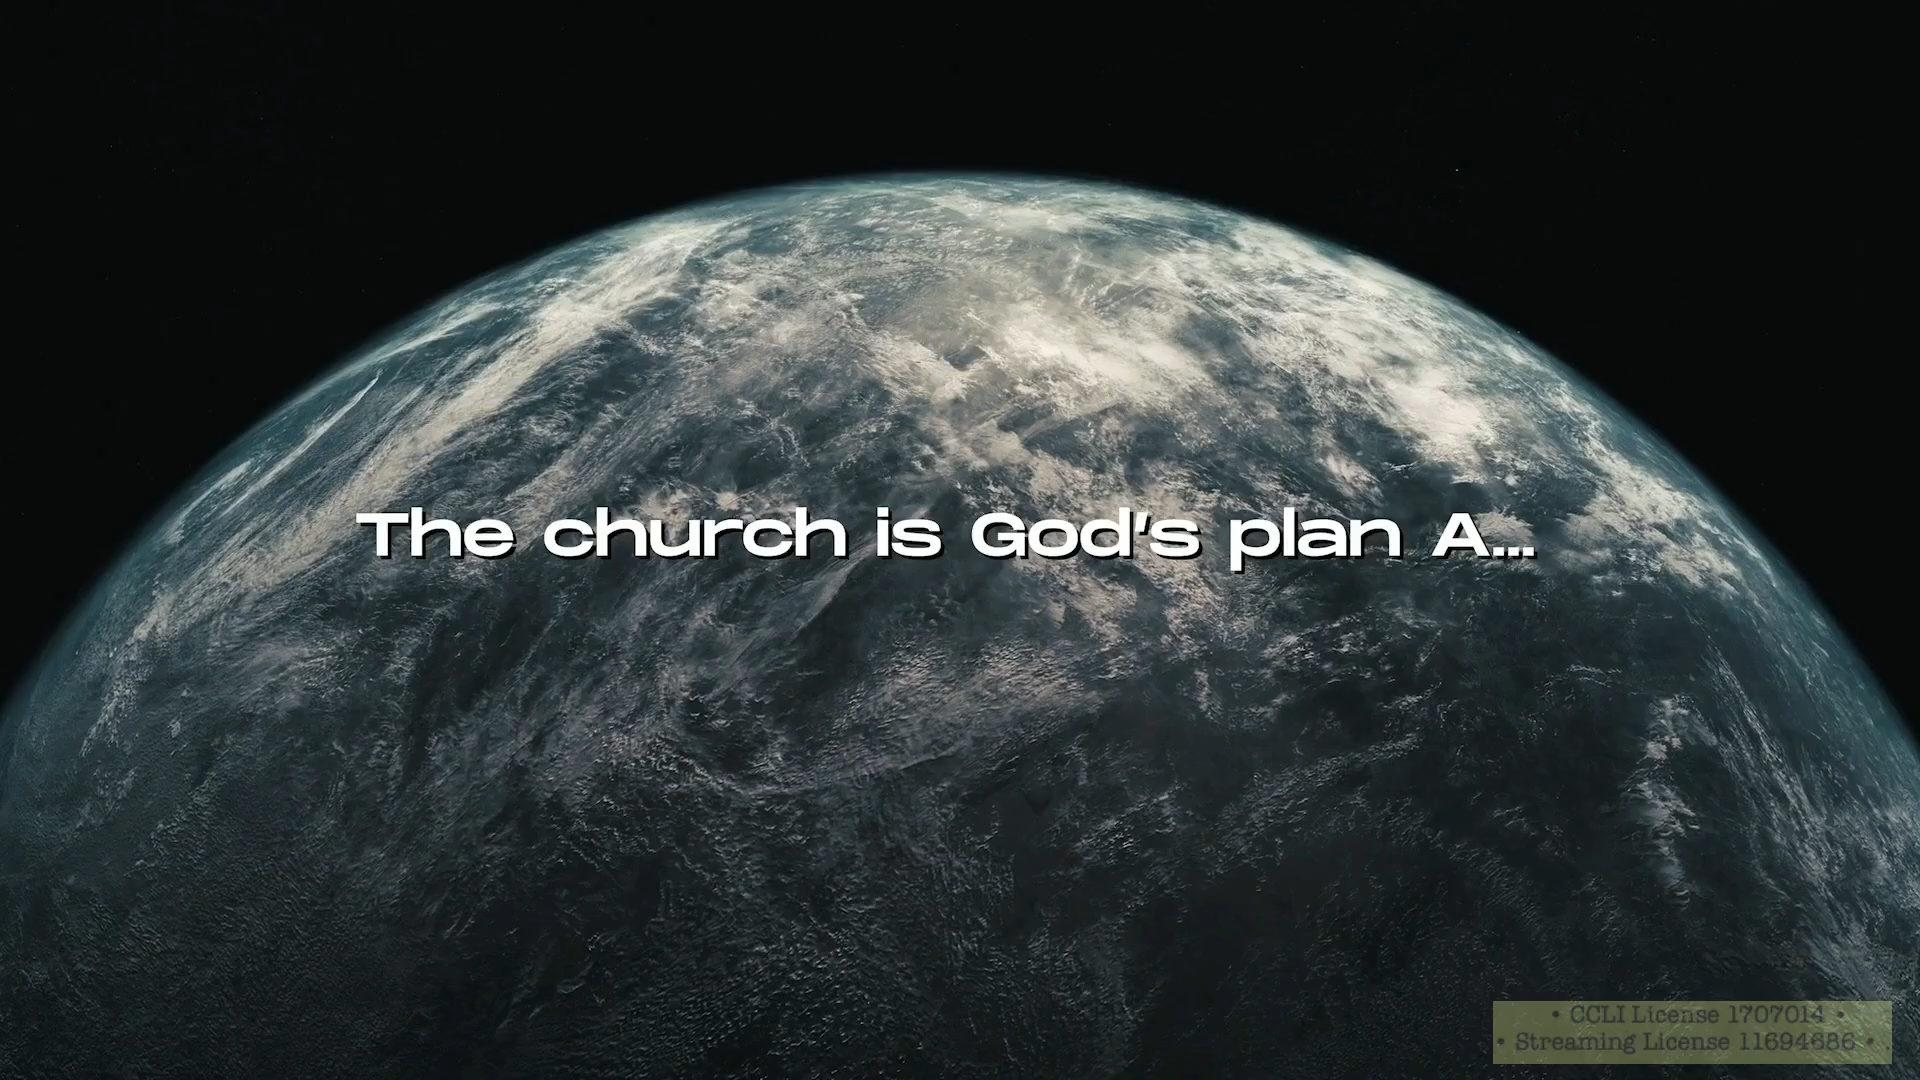 The church is God's plan A...
• CCLI License 1707014 •
• Streaming License 11694686 •